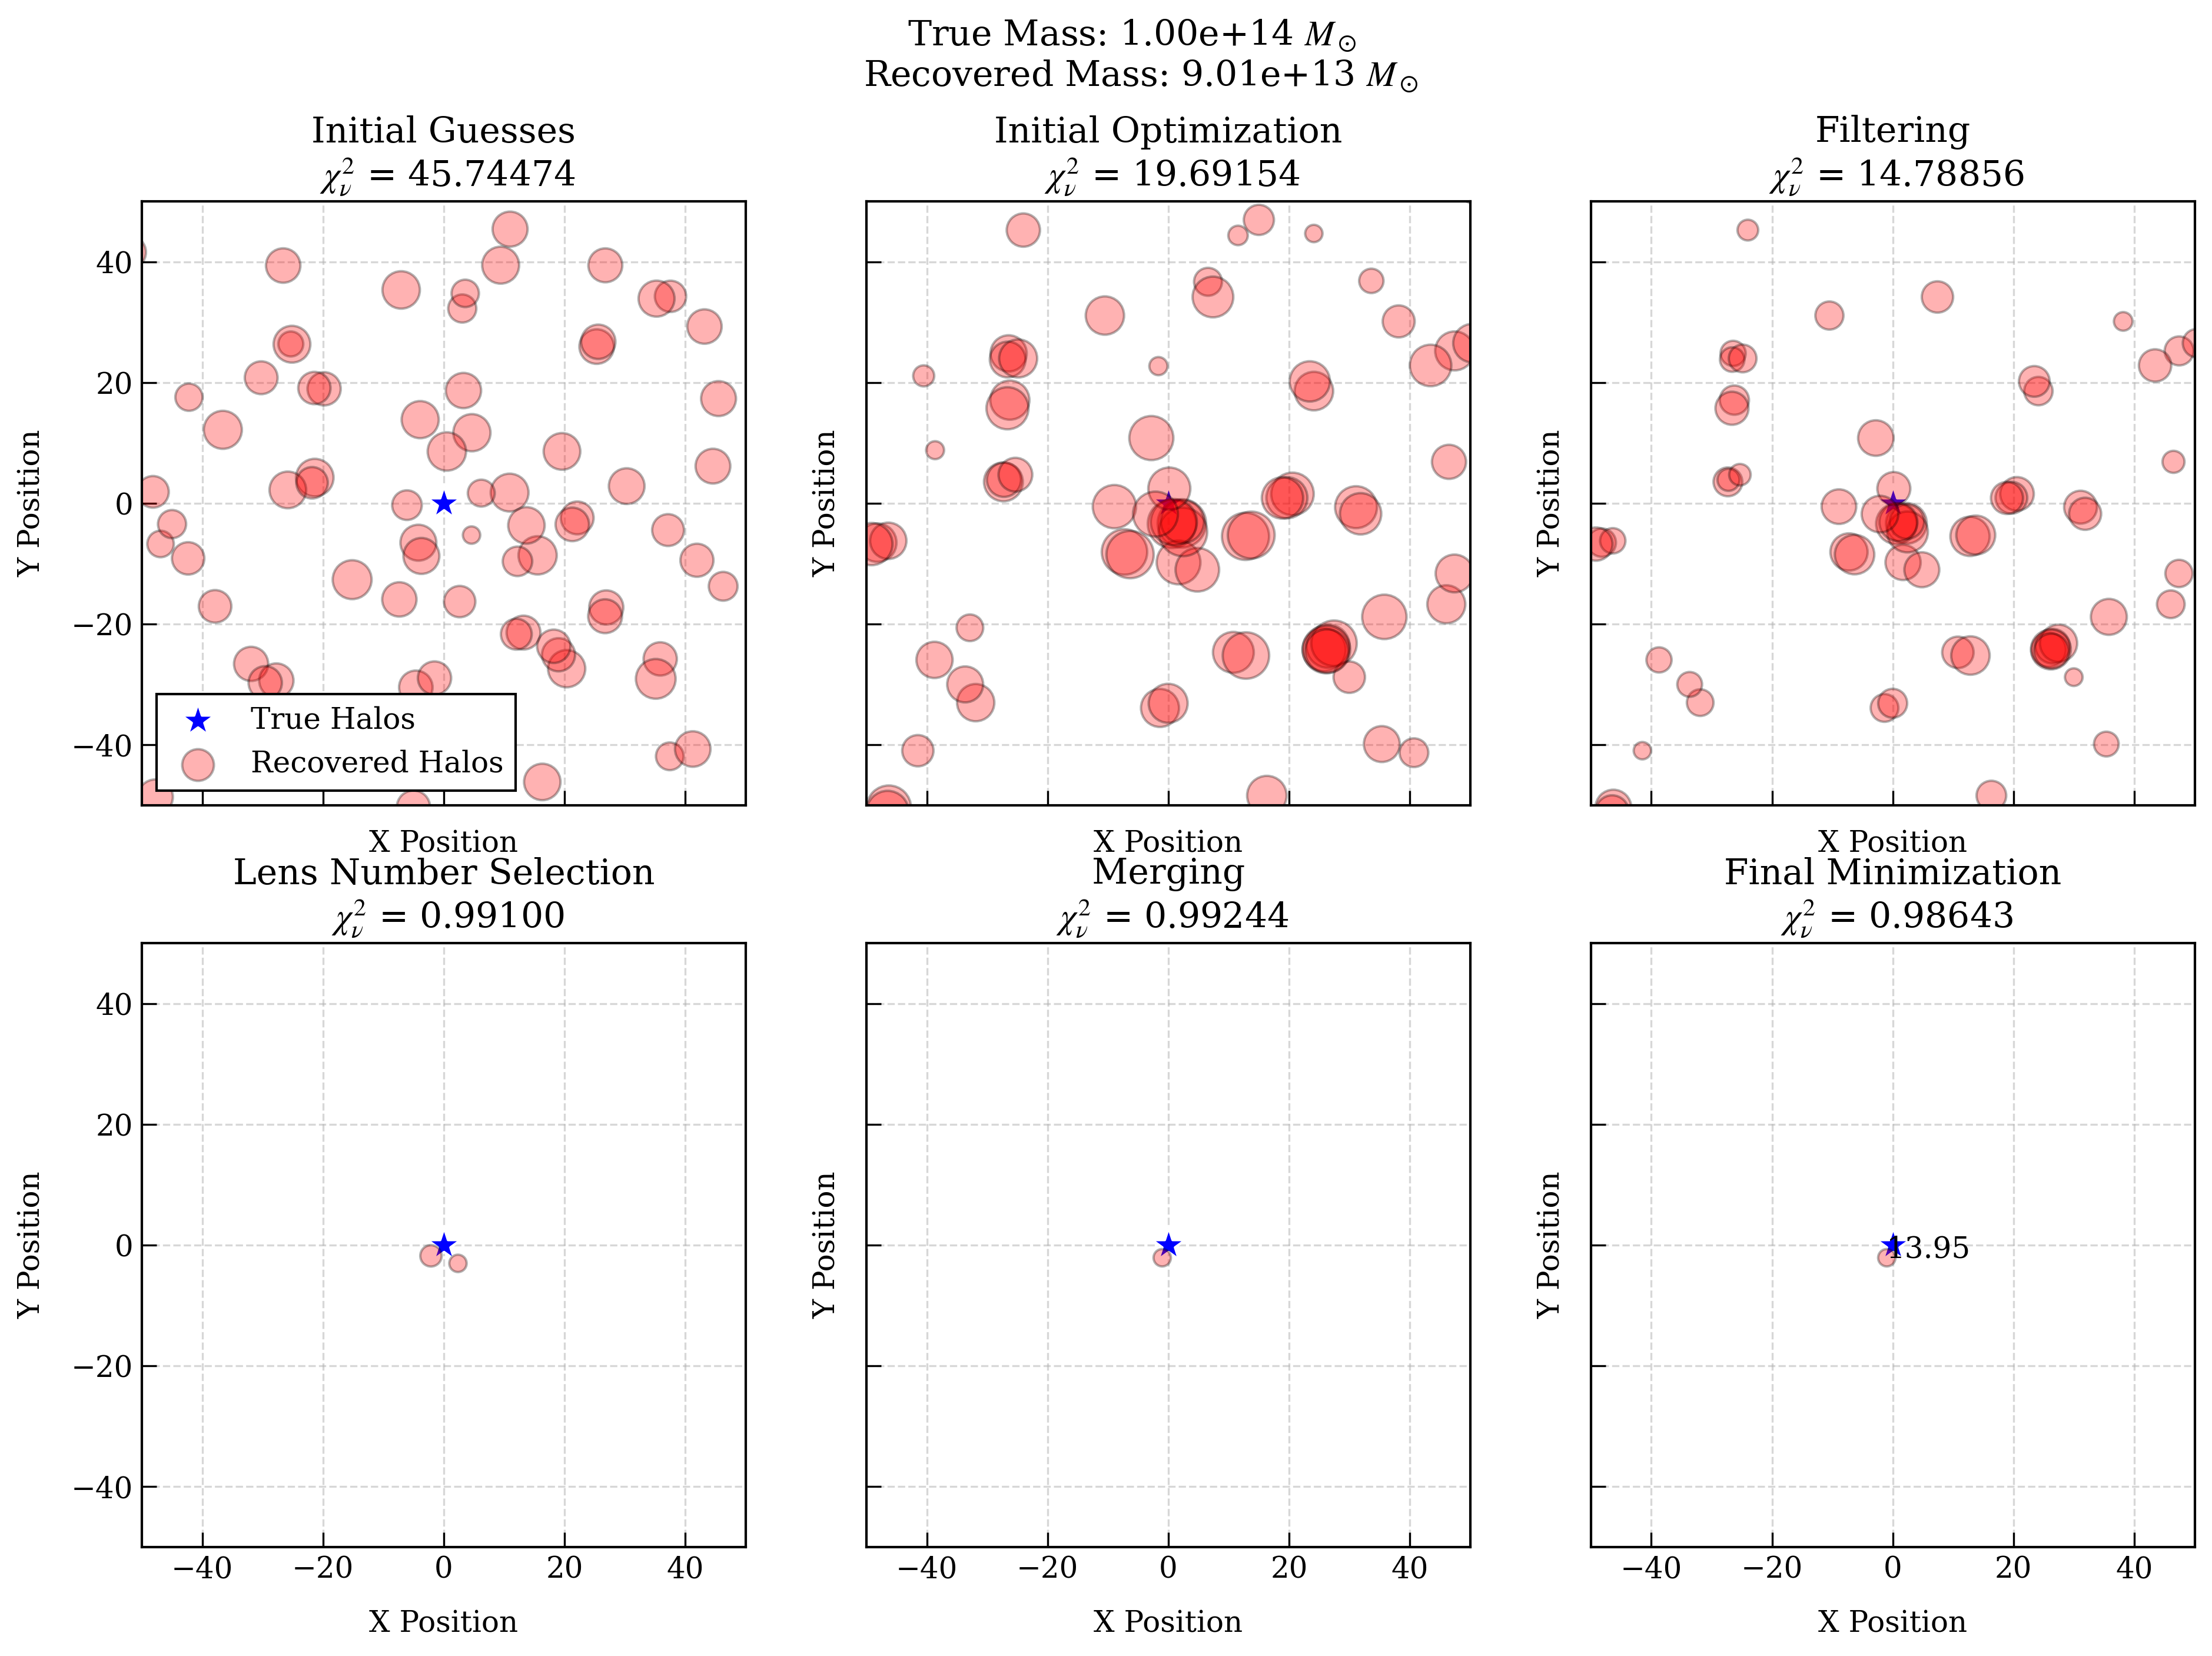 True Mass: 1.00e+14 M⊙
Recovered Mass: 9.01e+13 M⊙
Initial Guesses
χ²ν = 45.74474
Initial Optimization
χ²ν = 19.69154
Filtering
χ²ν = 14.78856
40
20
0
−20
−40
Y Position
Y Position
Y Position
True Halos
Recovered Halos
X Position
X Position
X Position
Lens Number Selection
χ²ν = 0.99100
Merging
χ²ν = 0.99244
Final Minimization
χ²ν = 0.98643
40
20
0
−20
−40
Y Position
Y Position
Y Position
13.95
−40 −20 0 20 40
−40 −20 0 20 40
−40 −20 0 20 40
X Position
X Position
X Position